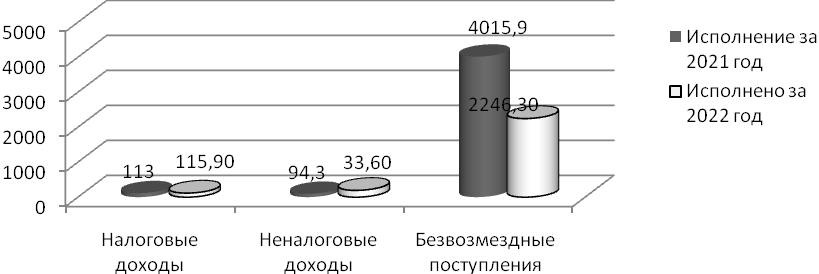 5000
4000
3000
2000
1000
0
113
115,90
94,3
33,60
4015,9
2246,30
Налоговые
доходы
Неналоговые
доходы
Безвозмездные
поступления
Исполнение за
2021 год
Исполнено за
2022 год